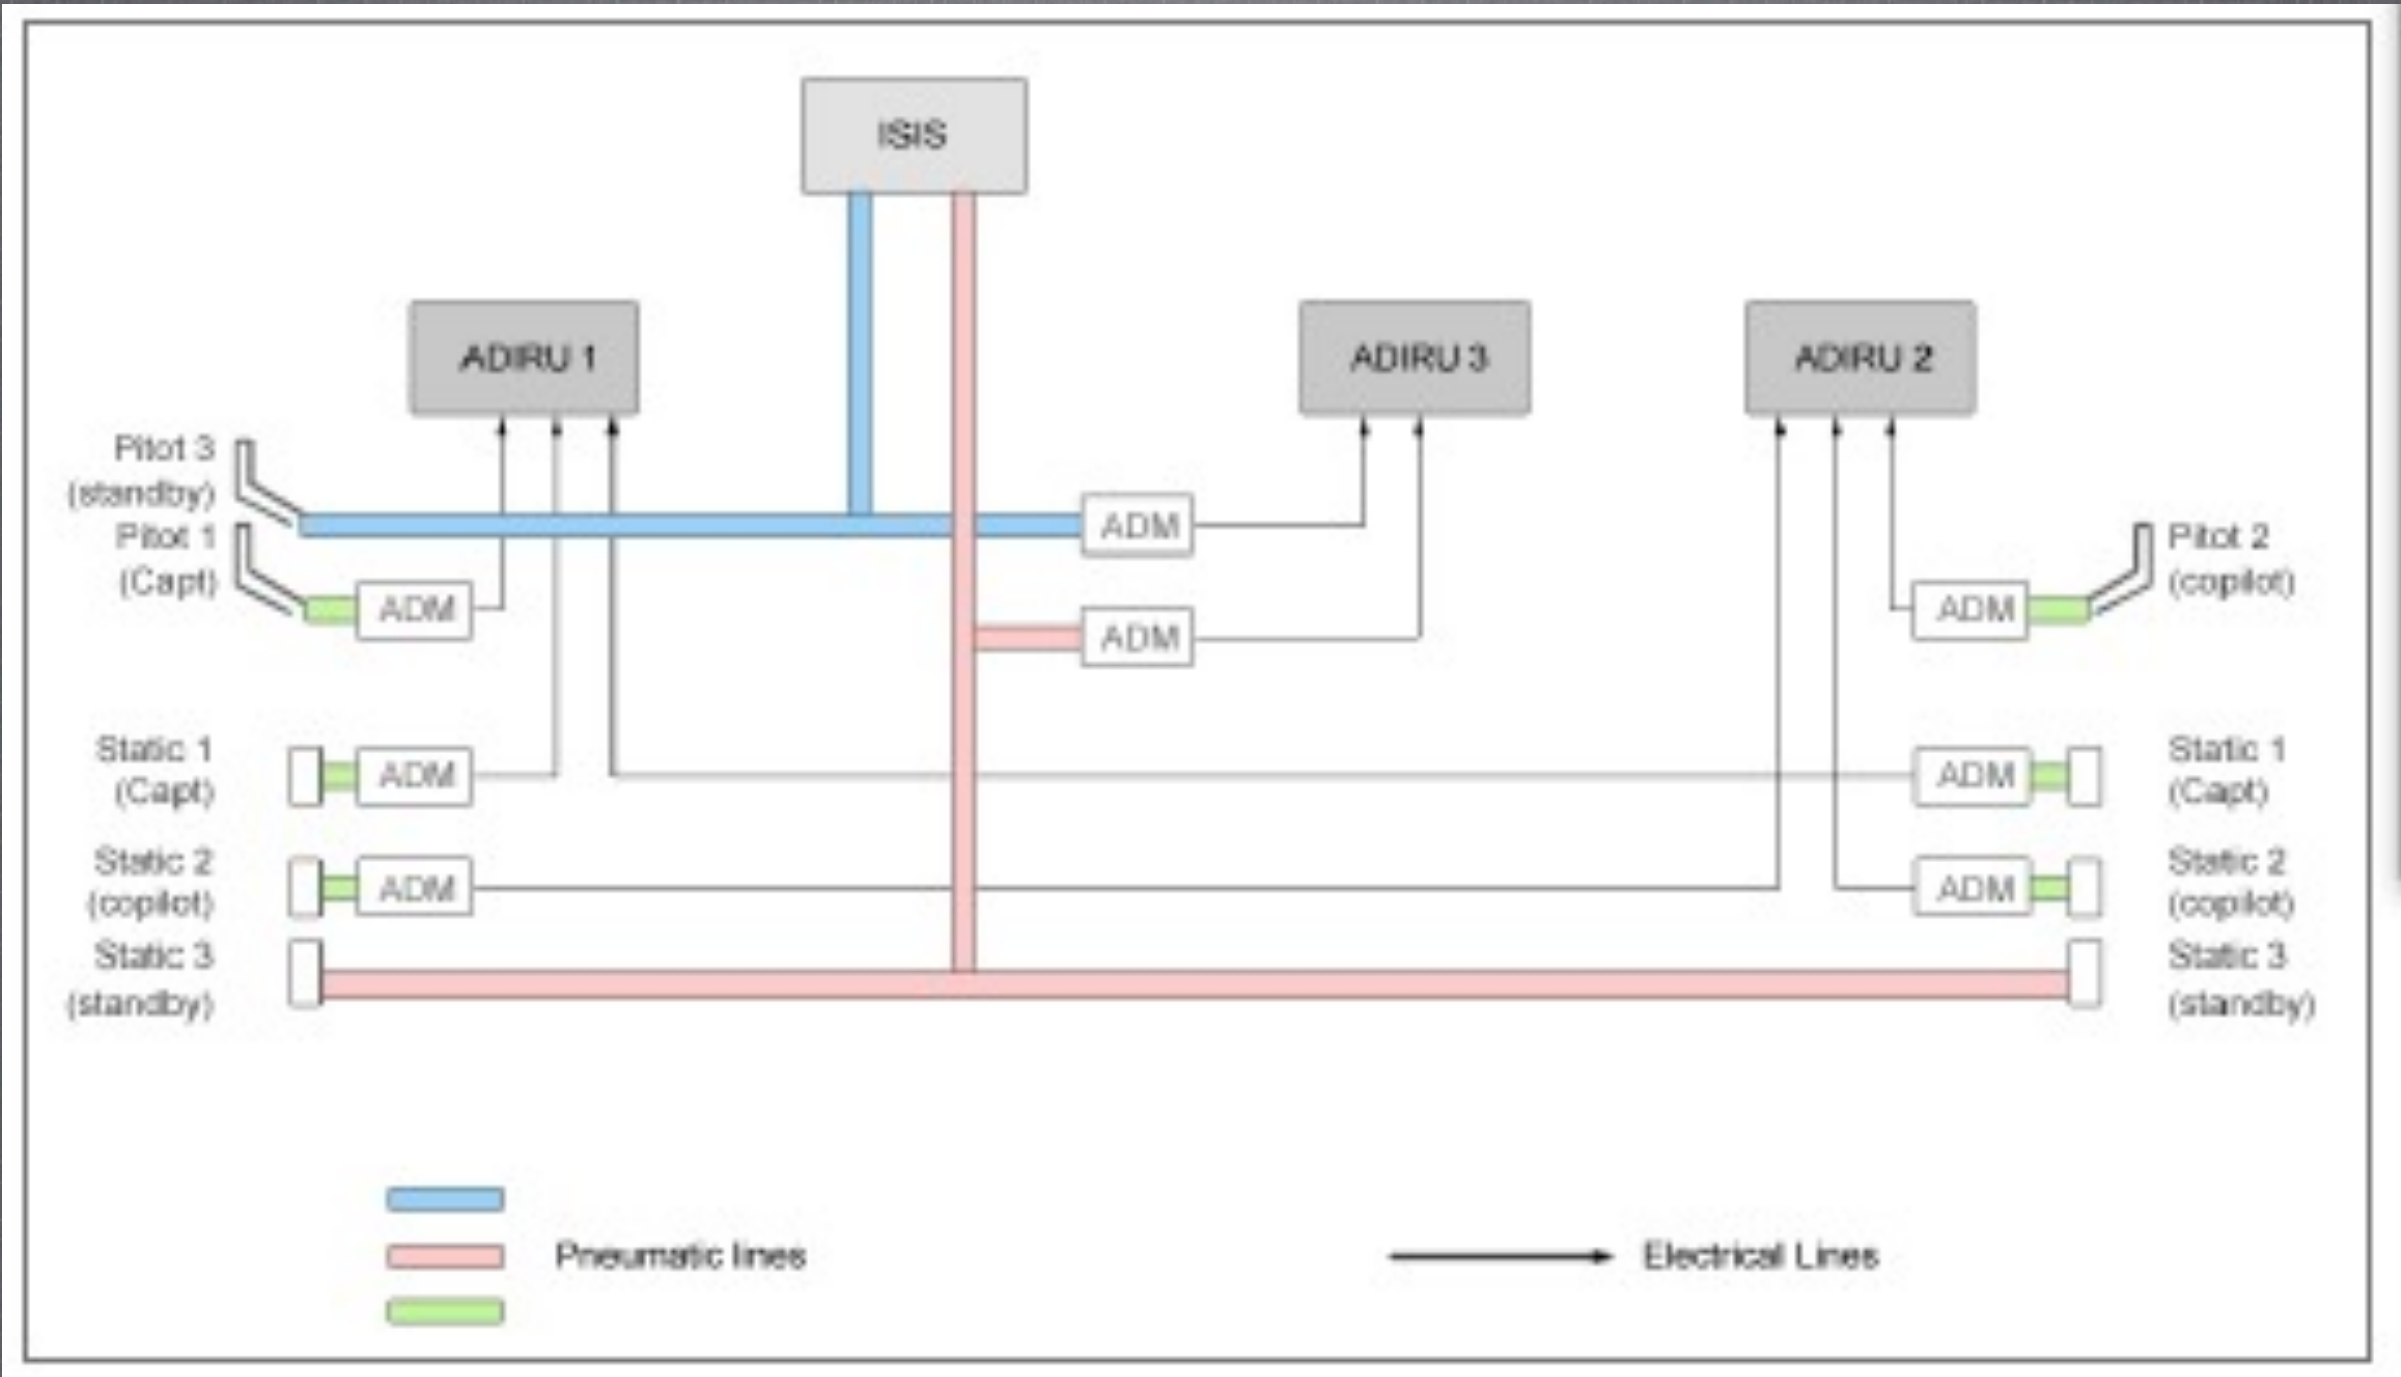 ISIS
ADIRU 1
ADIRU 3
ADIRU 2
Pitot 3
(standby)
Pitot 1
(Capt)
ADM
ADM
ADM
Pitot 2
(copilot)
ADM
Static 1
(Capt)
ADM
ADM
Static 1
(Capt)
Static 2
(copilot)
ADM
ADM
Static 2
(copilot)
Static 3
(standby)
Static 3
(standby)
Pneumatic lines
Electrical Lines